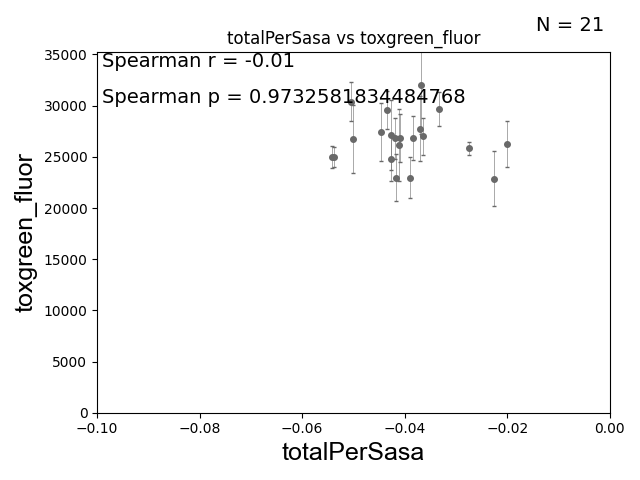 N = 21
totalPerSasa vs toxgreen_fluor
Spearman r = -0.01
Spearman p = 0.9732581834484768
toxgreen_fluor
35000
30000
25000
20000
15000
10000
5000
0
−0.10
−0.08
−0.06
−0.04
−0.02
0.00
totalPerSasa